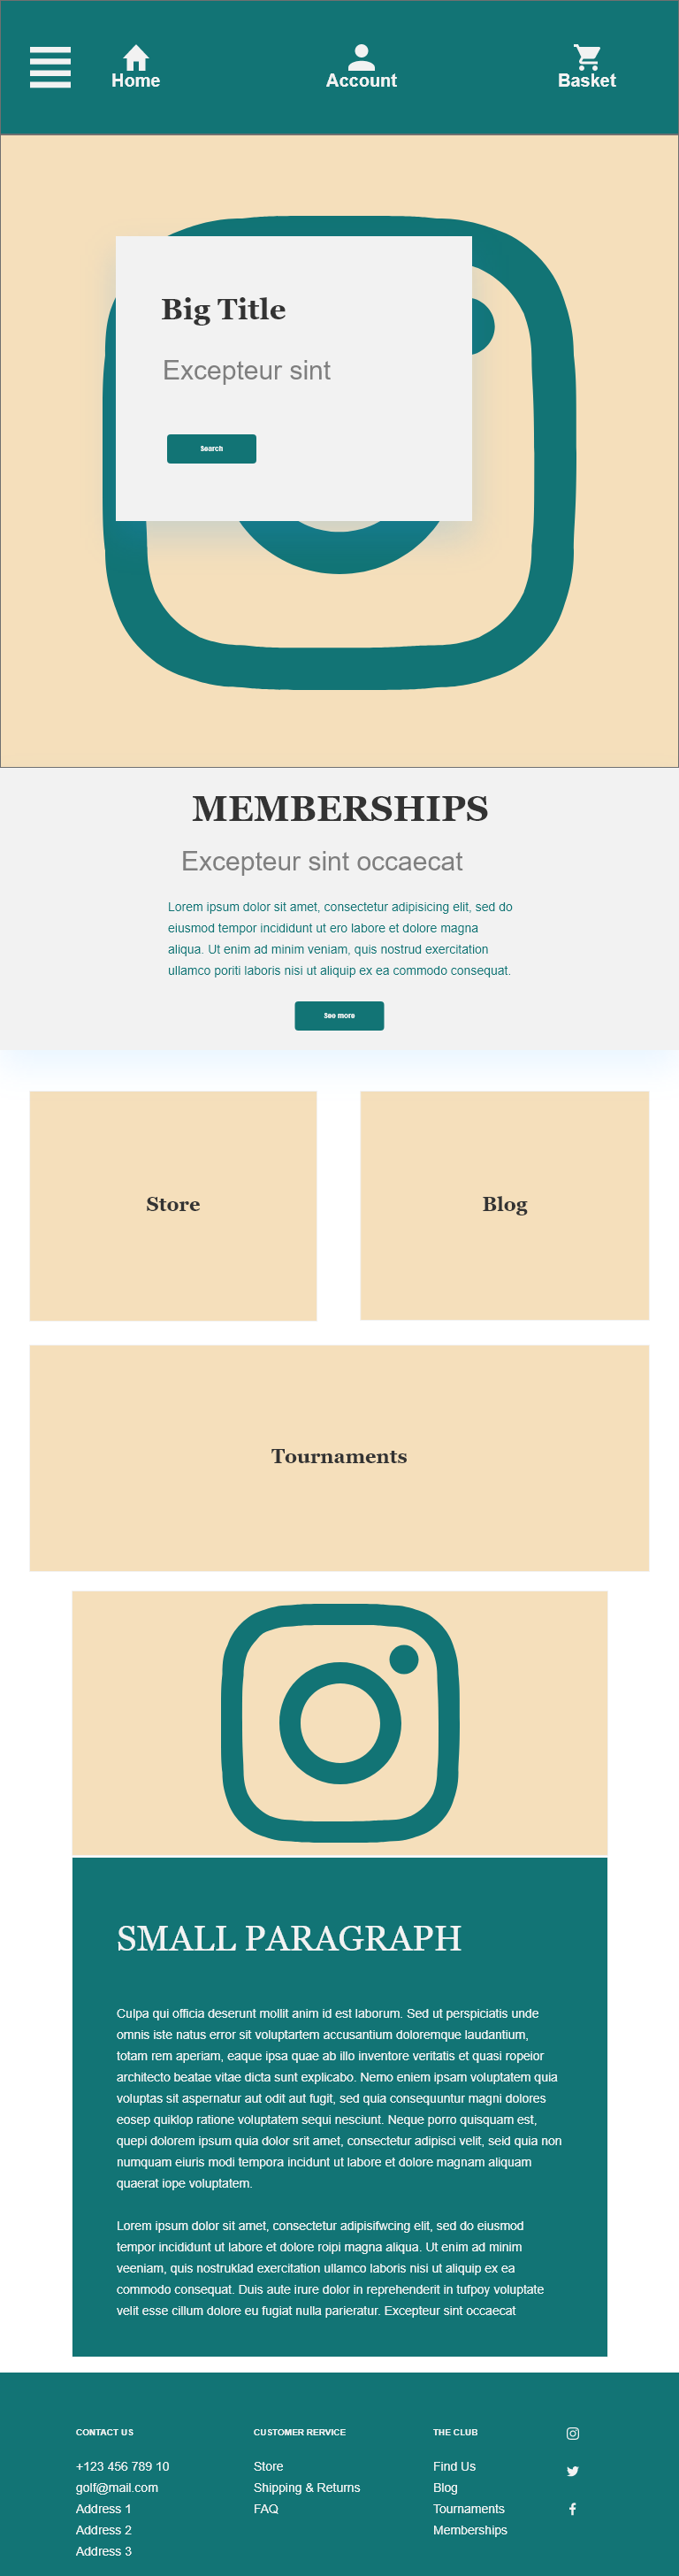 Home
Account
Basket
Big Title
Excepteur sint
Search
MEMBERSHIPS
Excepteur sint occaecat
Lorem ipsum dolor sit amet, consectetur adipisicing elit, sed do
eiusmod tempor incididunt ut ero labore et dolore magna
aliqua. Ut enim ad minim veniam, quis nostrud exercitation
ullamco poriti laboris nisi ut aliquip ex ea commodo consequat.
See more
Store
Blog
Tournaments
SMALL PARAGRAPH
Culpa qui officia deserunt mollit anim id est laborum. Sed ut perspiciatis unde
omnis iste natus error sit voluptartem accusantium doloremque laudantium,
totam rem aperiam, eaque ipsa quae ab illo inventore veritatis et quasi ropeior
architecto beatae vitae dicta sunt explicabo. Nemo eniem ipsam voluptatem quia
voluptas sit aspernatur aut odit aut fugit, sed quia consequuntur magni dolores
eosep quiklop ratione voluptatem sequi nesciunt. Neque porro quisquam est,
quepi dolorem ipsum quia dolor srit amet, consectetur adipisci velit, seid quia non
numquam eiuris modi tempora incidunt ut labore et dolore magnam aliquam
quaerat iope voluptatem.
Lorem ipsum dolor sit amet, consectetur adipisifwcing elit, sed do eiusmod
tempor incididunt ut labore et dolore roipi magna aliqua. Ut enim ad minim
veeniam, quis nostruklad exercitation ullamco laboris nisi ut aliquip ex ea
commodo consequat. Duis aute irure dolor in reprehenderit in tufpoy voluptate
velit esse cillum dolore eu fugiat nulla parieratur. Excepteur sint occaecat
CONTACT US
+123 456 789 10
golf@mail.com
Address 1
Address 2
Address 3
CUSTOMER RERVICE
Store
Shipping & Returns
FAQ
THE CLUB
Find Us
Blog
Tournaments
Memberships